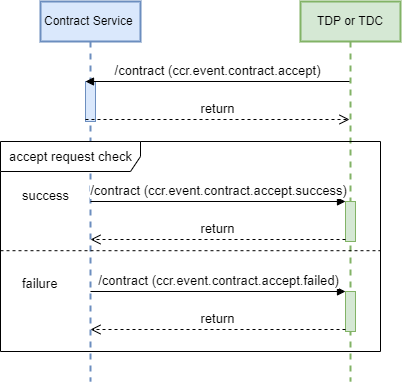 Contract Service
TDP or TDC
/contract (ccr.event.contract.accept)
return
accept request check
success
/contract (ccr.event.contract.accept.success)
return
failure
/contract (ccr.event.contract.accept.failed)
return